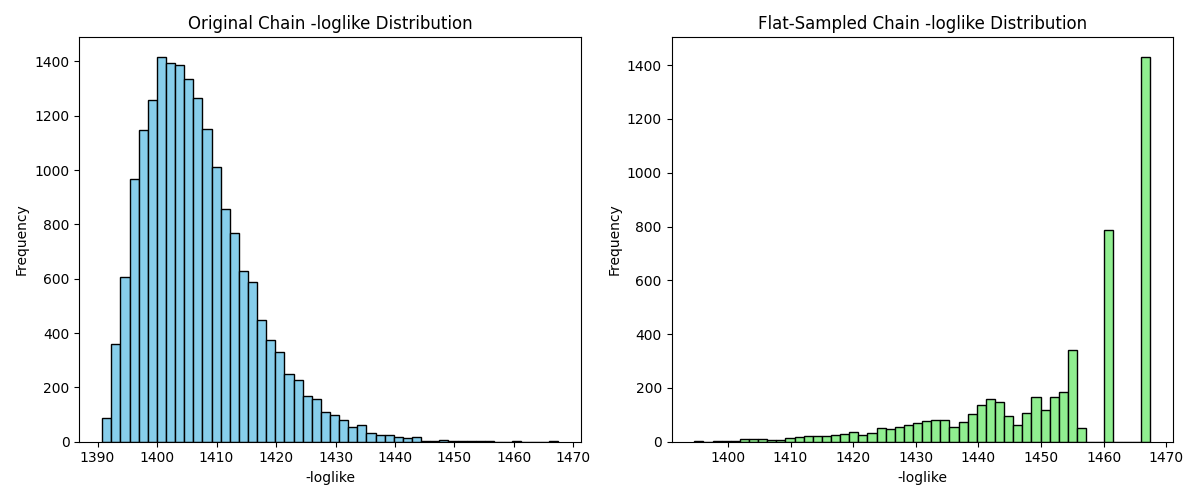 Original Chain -loglike Distribution
1400
1200
1000
800
600
400
200
0
Frequency
1390 1400 1410 1420 1430 1440 1450 1460 1470
-loglike
Flat-Sampled Chain -loglike Distribution
1400
1200
1000
800
600
400
200
0
Frequency
1400 1410 1420 1430 1440 1450 1460 1470
-loglike